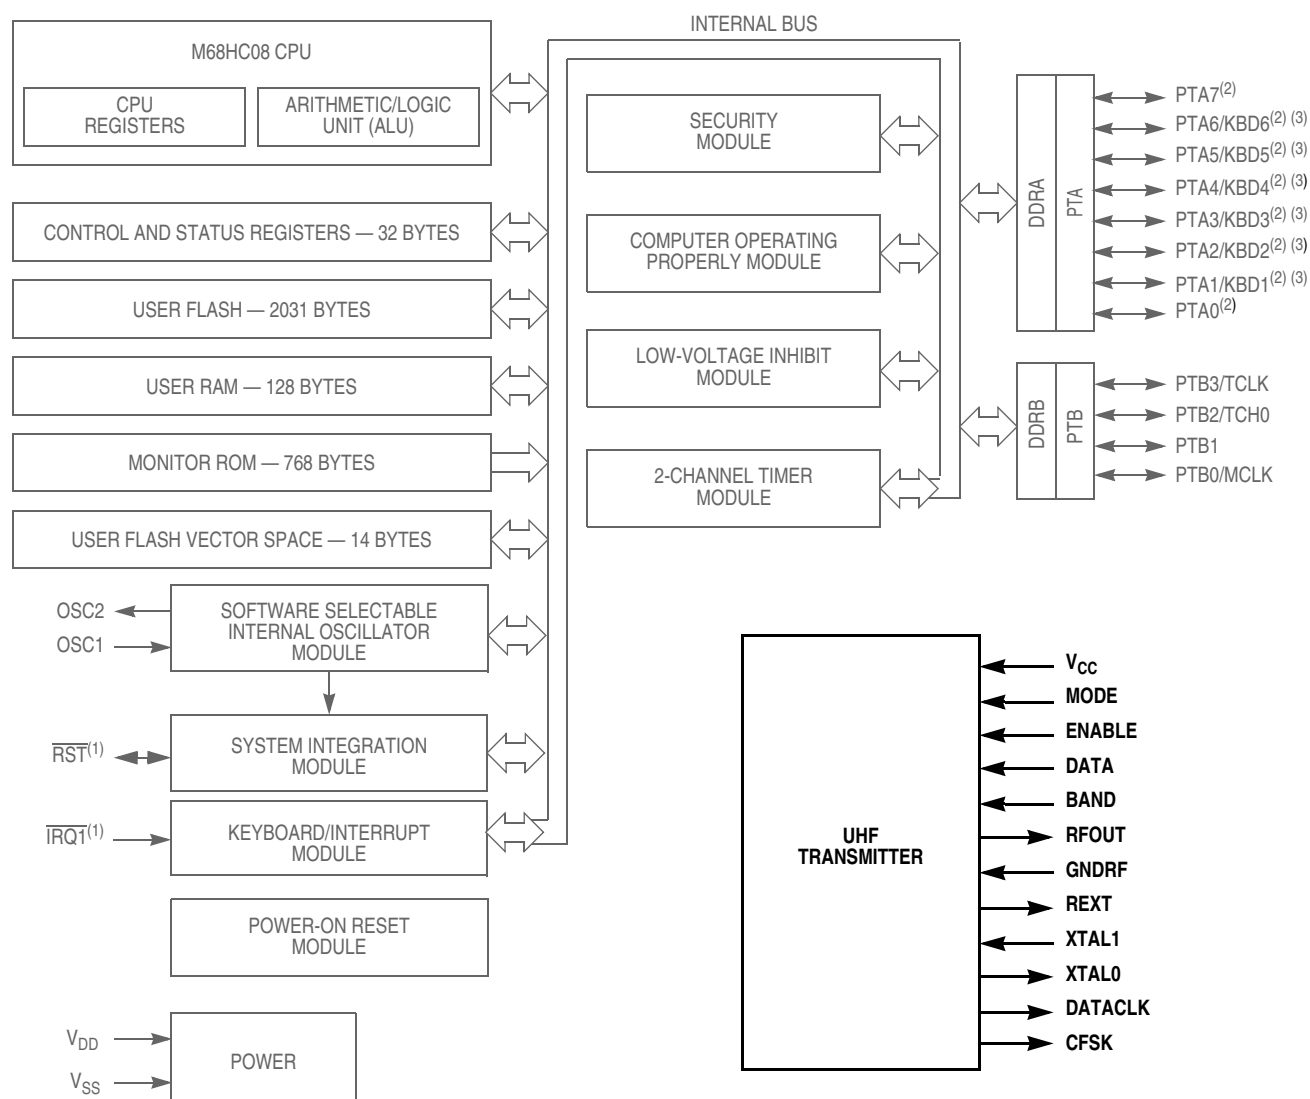 INTERNAL BUS
M68HC08 CPU
CPU
REGISTERS
ARITHMETIC/LOGIC
UNIT (ALU)
CONTROL AND STATUS REGISTERS — 32 BYTES
USER FLASH — 2031 BYTES
USER RAM — 128 BYTES
MONITOR ROM — 768 BYTES
USER FLASH VECTOR SPACE — 14 BYTES
OSC2
OSC1
SOFTWARE SELECTABLE
INTERNAL OSCILLATOR
MODULE
RST(1)
SYSTEM INTEGRATION
MODULE
IRQ1(1)
KEYBOARD/INTERRUPT
MODULE
POWER-ON RESET
MODULE
VDD
VSS
POWER
SECURITY
MODULE
COMPUTER OPERATING
PROPERLY MODULE
LOW-VOLTAGE INHIBIT
MODULE
2-CHANNEL TIMER
MODULE
DDRA
PTA
PTA7(2)
PTA6/KBD6(2) (3)
PTA5/KBD5(2) (3)
PTA4/KBD4(2) (3)
PTA3/KBD3(2) (3)
PTA2/KBD2(2) (3)
PTA1/KBD1(2) (3)
PTA0(2)
DDRB
PTB
PTB3/TCLK
PTB2/TCH0
PTB1
PTB0/MCLK
UHF
TRANSMITTER
VCC
MODE
ENABLE
DATA
BAND
RFOUT
GNDRF
REXT
XTAL1
XTAL0
DATACLK
CFSK